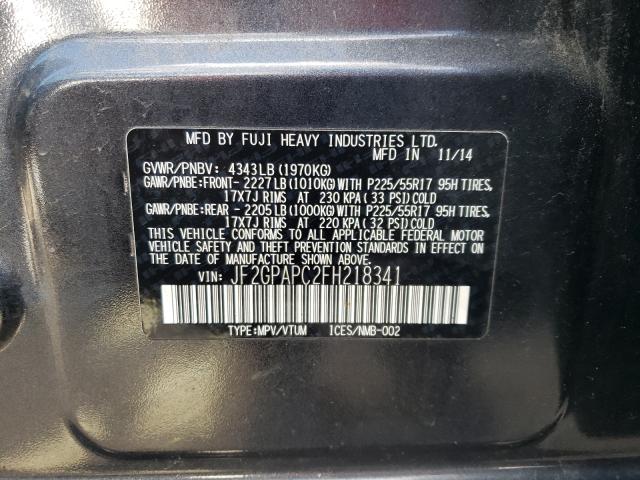 MFD BY FUJI HEAVY INDUSTRIES LTD.
MFD IN 11/14
GVWR/PNBV: 4343LB (1970KG)
GAWR/PNBE:FRONT-2227LB(1010KG)WITH P225/55R17 95H TIRES,
17X7J RIMS AT 230 KPA (33 PSI)COLD
GAWR/PNBE:REAR -2205LB(1000KG)WITH P225/55R17 95H TIRES,
17X7J RIMS AT 220 KPA (32 PSI)COLD
THIS VEHICLE CONFORMS TO ALL APPLICABLE FEDERAL MOTOR
VEHICLE SAFETY AND THEFT PREVENTION STANDARDS IN EFFECT ON
THE DATE OF MANUFACTURE SHOWN ABOVE.
VIN: JF2GPAPC2FH218341
TYPE:MPV/VTUM ICES/NMB-002